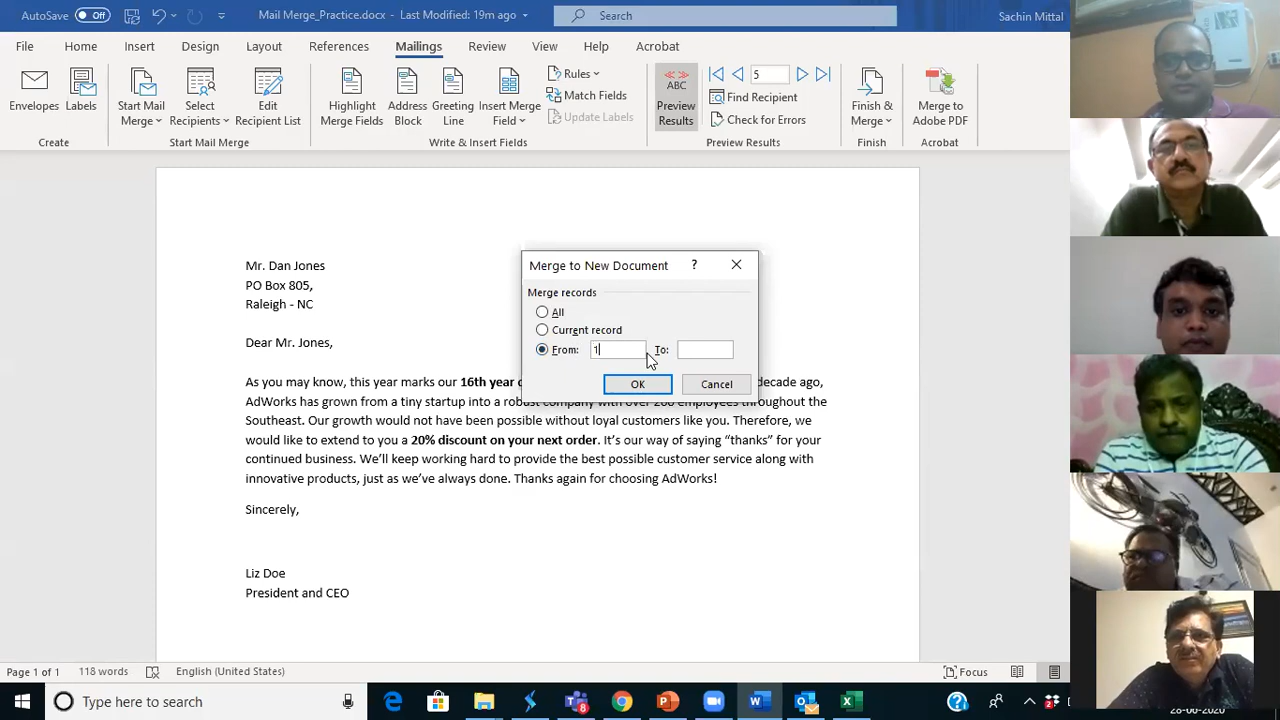 AutoSave Off Mail Merge_Practice.docx - Last Modified: 19m ago Search Sachin Mittal
File Home Insert Design Layout References Mailings Review View Help Acrobat
Envelopes Labels Start Mail Merge Select Recipients Edit Recipient List Highlight Merge Fields Address Block Greeting Line Insert Merge Field Rules Match Fields Update Labels ABC Preview Results 5 Find Recipient Check for Errors Finish & Merge Merge to Adobe PDF
Create Start Mail Merge Write & Insert Fields Preview Results Finish Acrobat
Mr. Dan Jones
PO Box 805,
Raleigh - NC
Dear Mr. Jones,
Merge to New Document ?
Merge records
All
Current record
From: 1 To:
OK Cancel
As you may know, this year marks our 16th year decade ago,
AdWorks has grown from a tiny startup into a robust company with over 200 employees throughout the
Southeast. Our growth would not have been possible without loyal customers like you. Therefore, we
would like to extend to you a 20% discount on your next order. It's our way of saying “thanks” for your
continued business. We'll keep working hard to provide the best possible customer service along with
innovative products, just as we've always done. Thanks again for choosing AdWorks!
Sincerely,
Liz Doe
President and CEO
Page 1 of 1 118 words English (United States) Focus
Type here to search 8 2
28-06-2020